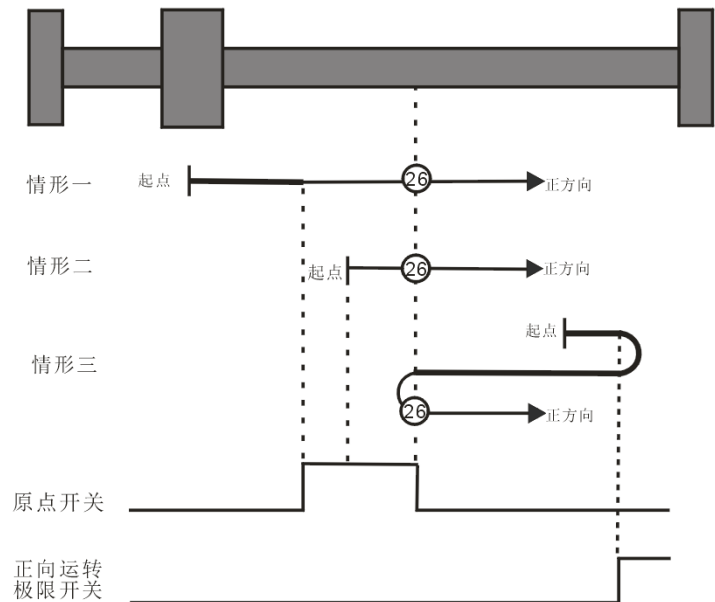 情形一
起点
26
正方向
情形二
起点
26
正方向
起点
情形三
26
正方向
原点开关
正向运转
极限开关